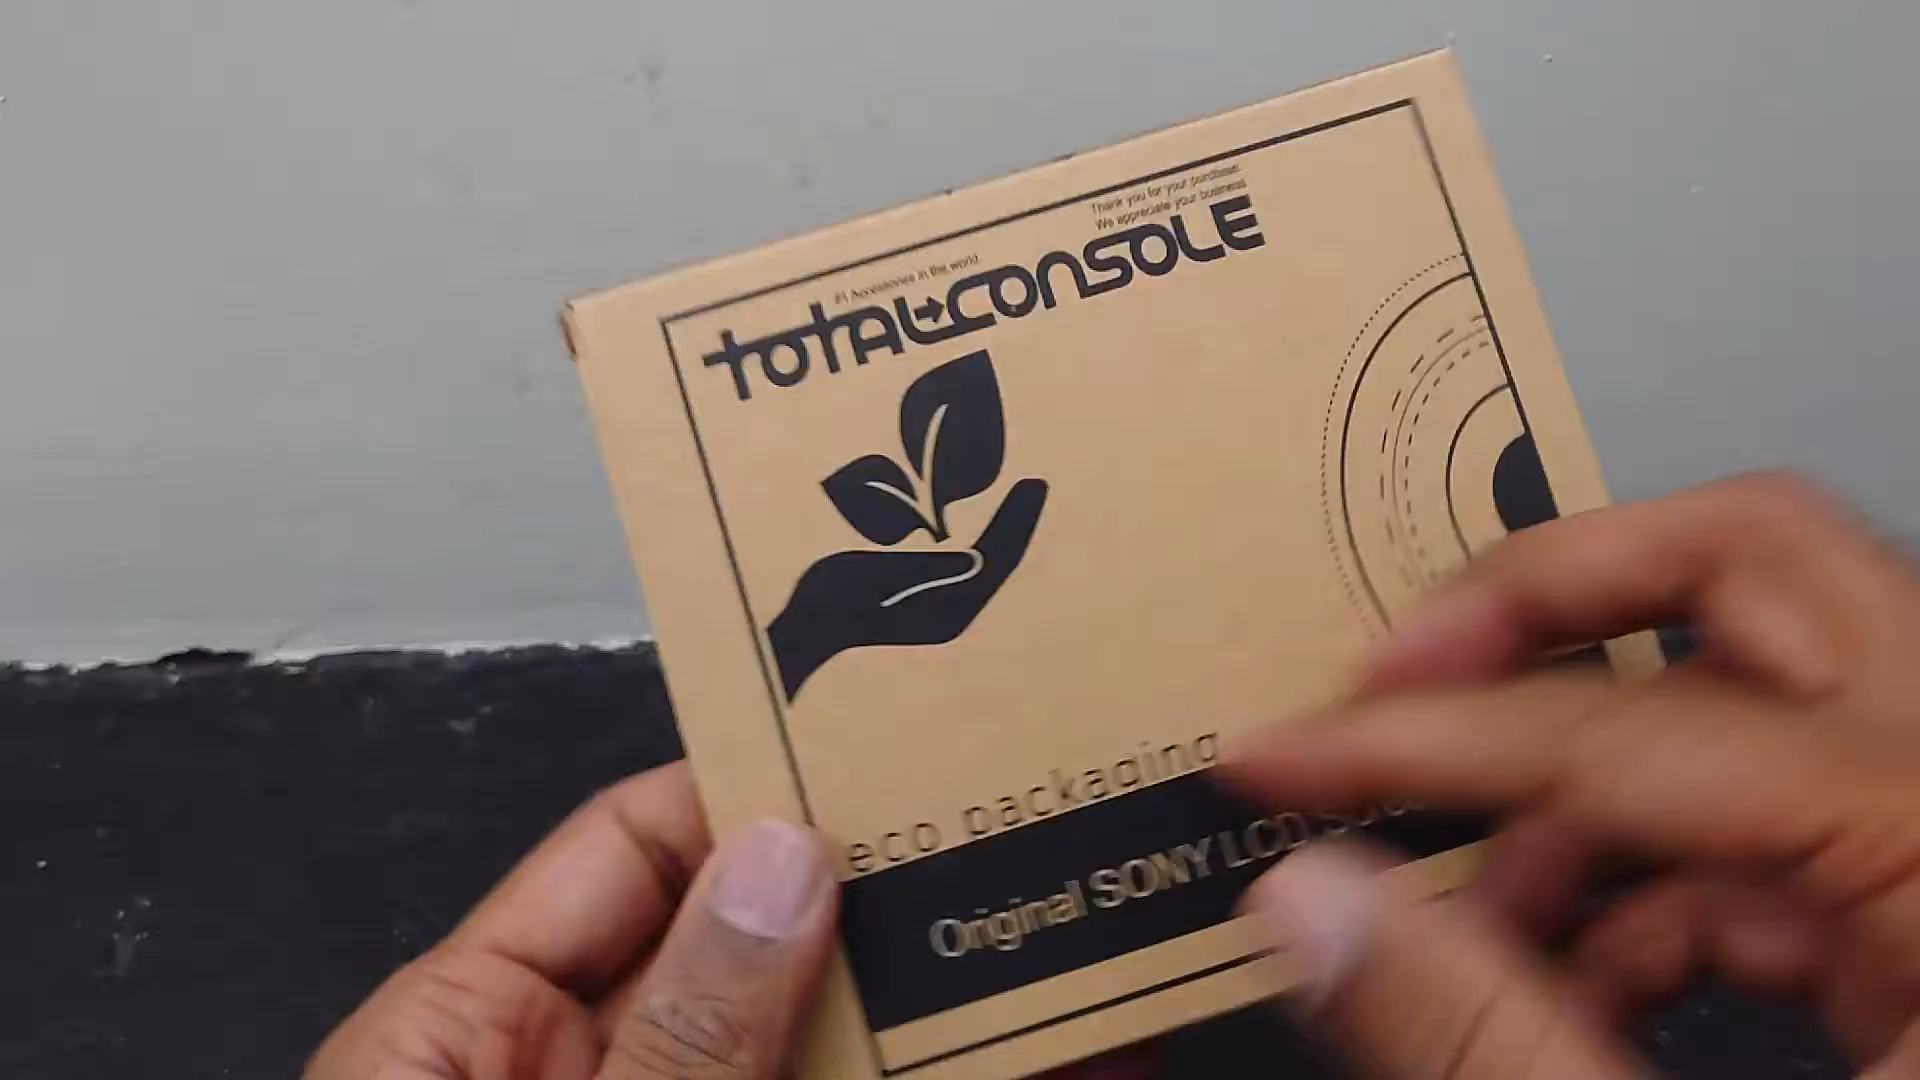 Thank you for your purchase.
We appreciate your business
#1 Accessories in the world.
TOTAL CONSOLE
eco packaging
Original SONY LCD